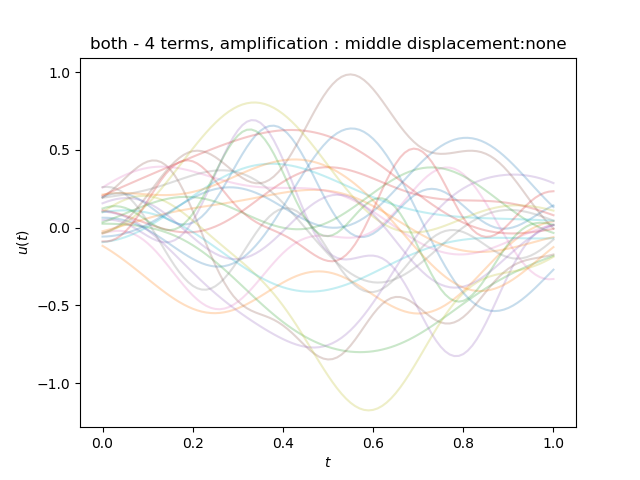 both - 4 terms, amplification : middle displacement:none
1.0
0.5
0.0
−0.5
−1.0
u(t)
0.0 0.2 0.4 0.6 0.8 1.0
t